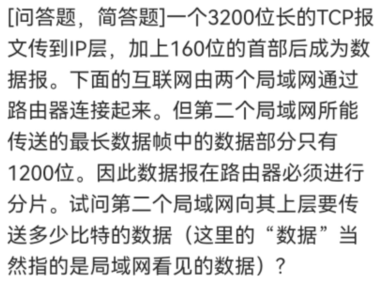 [问答题，简答题]一个3200位长的TCP报
文传到IP层，加上160位的首部后成为数
据报。下面的互联网由两个局域网通过
路由器连接起来。但第二个局域网所能
传送的最长数据帧中的数据部分只有
1200位。因此数据报在路由器必须进行
分片。试问第二个局域网向其上层要传
送多少比特的数据（这里的“数据”当
然指的是局域网看见的数据）？